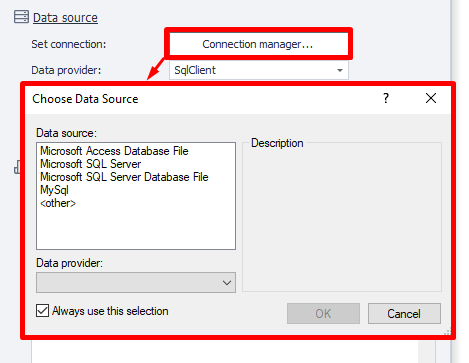 Data source
Set connection:
Connection manager...
Data provider:
SqlClient
Choose Data Source
?
Data source:
Microsoft Access Database File
Microsoft SQL Server
Microsoft SQL Server Database File
MySql
<other>
Description
Data provider:
Always use this selection
OK
Cancel